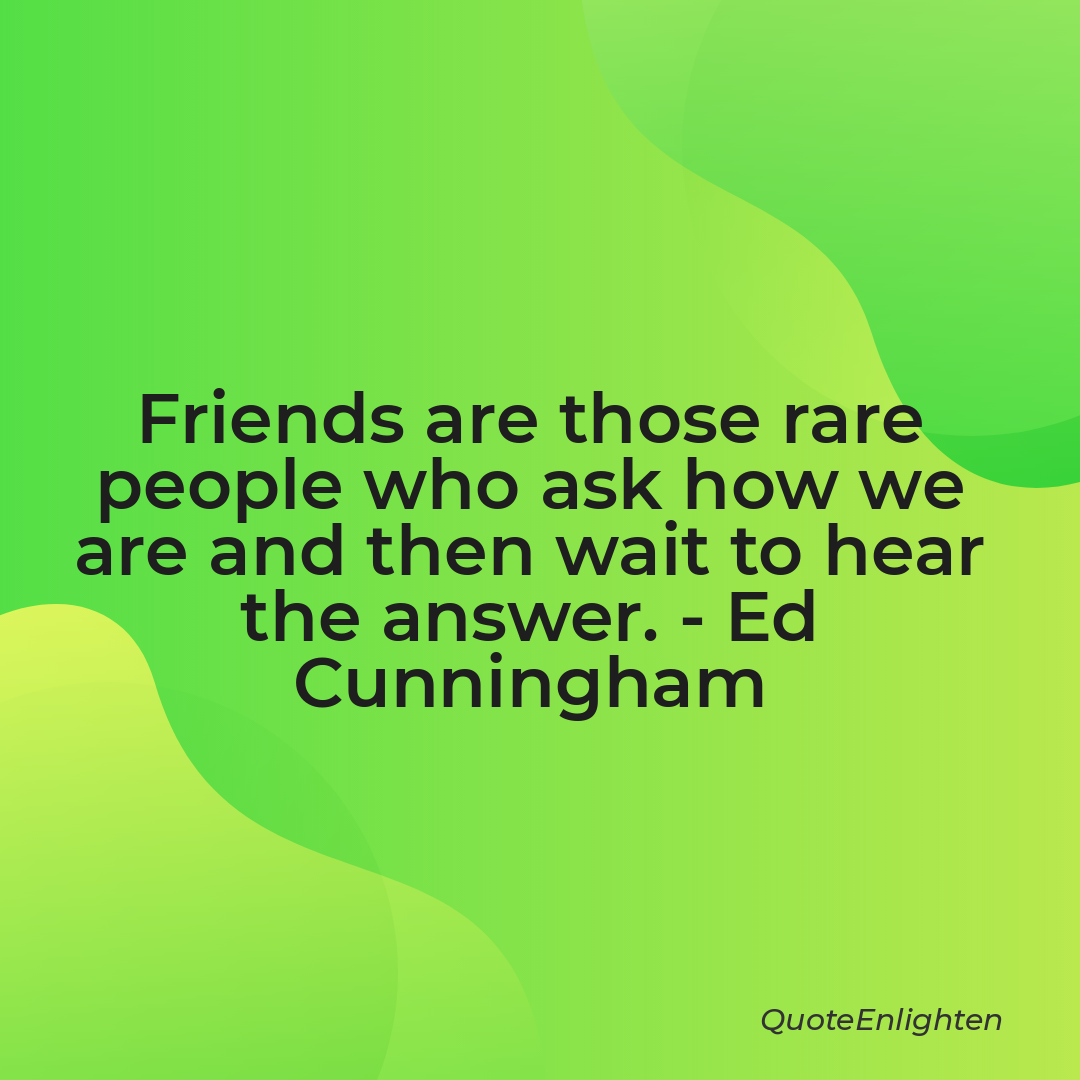 Friends are those rare
people who ask how we
are and then wait to hear
the answer. - Ed
Cunningham
QuoteEnlighten